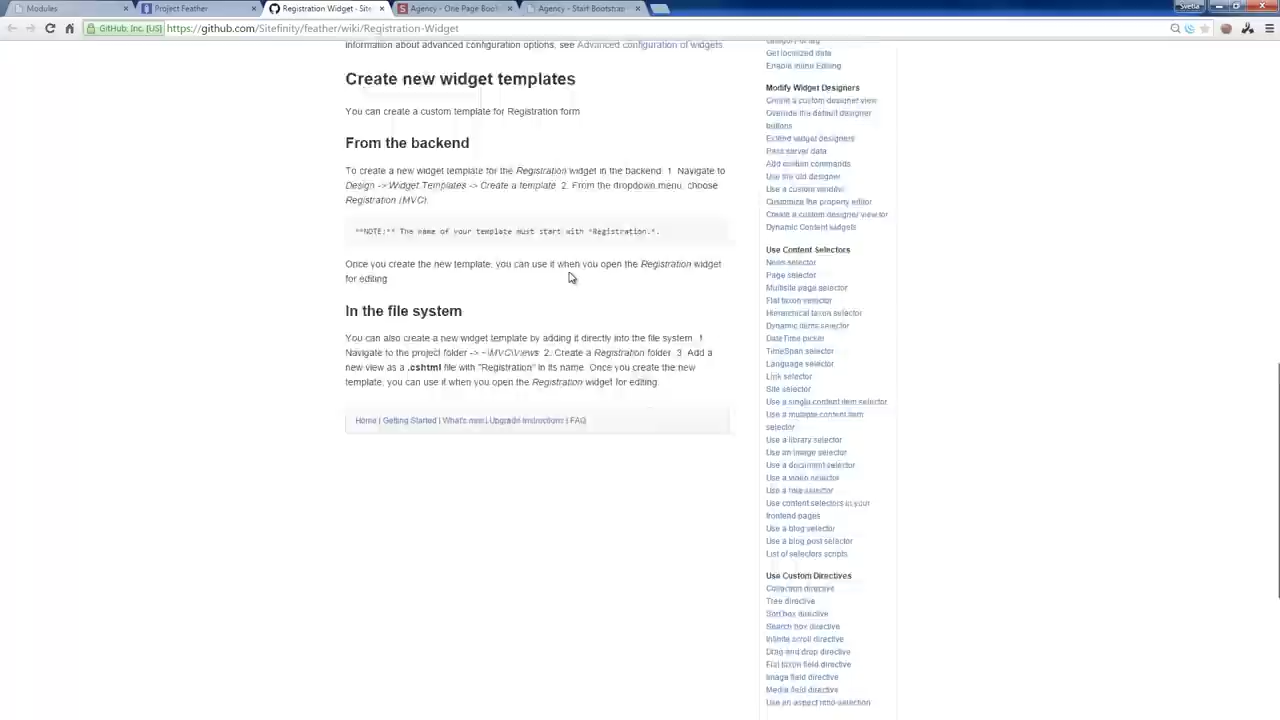 Modules
Project Feather
Registration Widget - Site
Agency - One Page Boot
Agency - Start Bootstrap
Svetla
GitHub, Inc. [US]
https://github.com/Sitefinity/feather/wiki/Registration-Widget
information about advanced configuration options, see Advanced configuration of widgets.
Create new widget templates
You can create a custom template for Registration form
From the backend
To create a new widget template for the Registration widget in the backend: 1. Navigate to
Design -> Widget Templates -> Create a template. 2. From the dropdown menu, choose
Registration (MVC).
**NOTE:** The name of your template must start with *Registration.*.
Once you create the new template, you can use it when you open the Registration widget
for editing.
In the file system
You can also create a new widget template by adding it directly into the file system: 1.
Navigate to the project folder -> ~\MVC\Views. 2. Create a Registration folder. 3. Add a
new view as a .cshtml file with "Registration" in its name. Once you create the new
template, you can use it when you open the Registration widget for editing.
Home | Getting Started | What's new | Upgrade instructions | FAQ
Get localized data
Enable Inline Editing
Modify Widget Designers
Create a custom designer view
Override the default designer
buttons
Extend widget designers
Pass server data
Add custom commands
Use the old designer
Use a custom window
Customize the property editor
Create a custom designer view for
Dynamic Content widgets
Use Content Selectors
News selector
Page selector
Multisite page selector
Flat taxon selector
Hierarchical taxon selector
Dynamic items selector
DateTime picker
TimeSpan selector
Language selector
Link selector
Site selector
Use a single content item selector
Use a multiple content item
selector
Use a library selector
Use an image selector
Use a document selector
Use a video selector
Use a
Use content selectors in your
frontend pages
Use a blog selector
Use a blog post selector
List of selectors scripts
Use Custom Directives
Collection directive
Tree directive
Sort box directive
Search box directive
Infinite scroll directive
Drag and drop directive
Flat taxon field directive
Image field directive
Media field directive
Use an aspect ratio selection